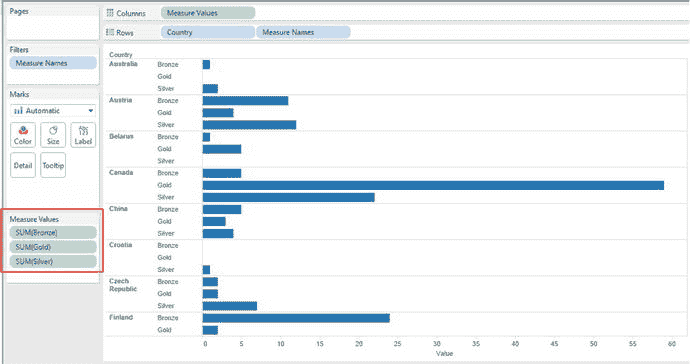 Pages
Columns Measure Values
Rows Country Measure Names
Filters
Measure Names
Marks
Automatic
Color Size Label
Detail Tooltip
Measure Values
SUM(Bronze)
SUM(Gold)
SUM(Silver)
Country
Australia Bronze
Gold
Silver
Austria Bronze
Gold
Silver
Belarus Bronze
Gold
Silver
Canada Bronze
Gold
Silver
China Bronze
Gold
Silver
Croatia Bronze
Gold
Silver
Czech Republic Bronze
Gold
Silver
Finland Bronze
Gold
0 5 10 15 20 25 30 35 40 45 50 55 60
Value